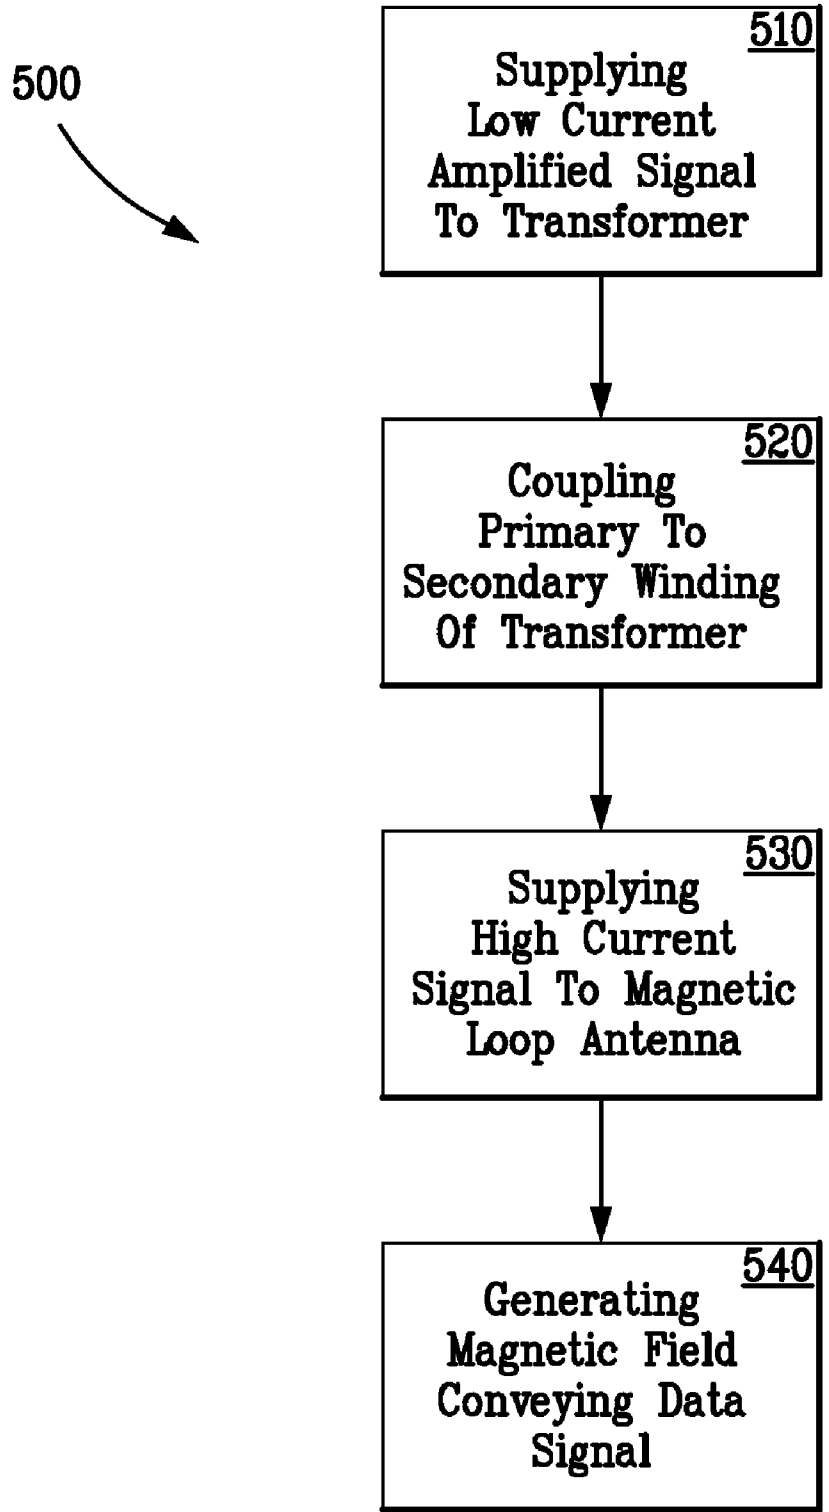 500
510
Supplying
Low Current
Amplified Signal
To Transformer
520
Coupling
Primary To
Secondary Winding
Of Transformer
530
Supplying
High Current
Signal To Magnetic
Loop Antenna
540
Generating
Magnetic Field
Conveying Data
Signal